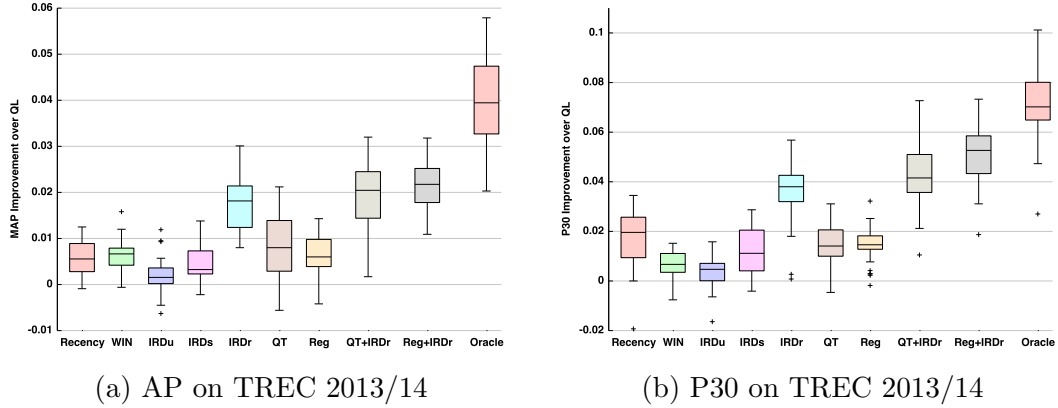 MAP Improvement over QL
0.06
0.05
0.04
0.03
0.02
0.01
0
-0.01
Recency WIN IRDu IRDs IRDr QT Reg QT+IRDr Reg+IRDr Oracle
(a) AP on TREC 2013/14
P30 Improvement over QL
0.1
0.08
0.06
0.04
0.02
0
-0.02
Recency WIN IRDu IRDs IRDr QT Reg QT+IRDr Reg+IRDr Oracle
(b) P30 on TREC 2013/14